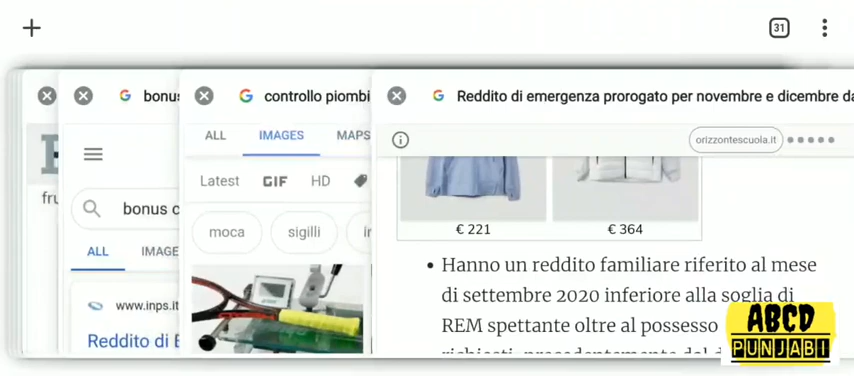 31
bonus
controllo piombi
Reddito di emergenza prorogato per novembre e dicembre da
ALL
IMAGES
MAPS
orizzontescuola.it
Latest
GIF
HD
fru
bonus c
moca
sigilli
€ 221
€ 364
ALL
IMAGE
Hanno un reddito familiare riferito al mese
di settembre 2020 inferiore alla soglia di
REM spettante oltre al possesso
www.inps.it
Reddito di E
ABCD
PUNJABI